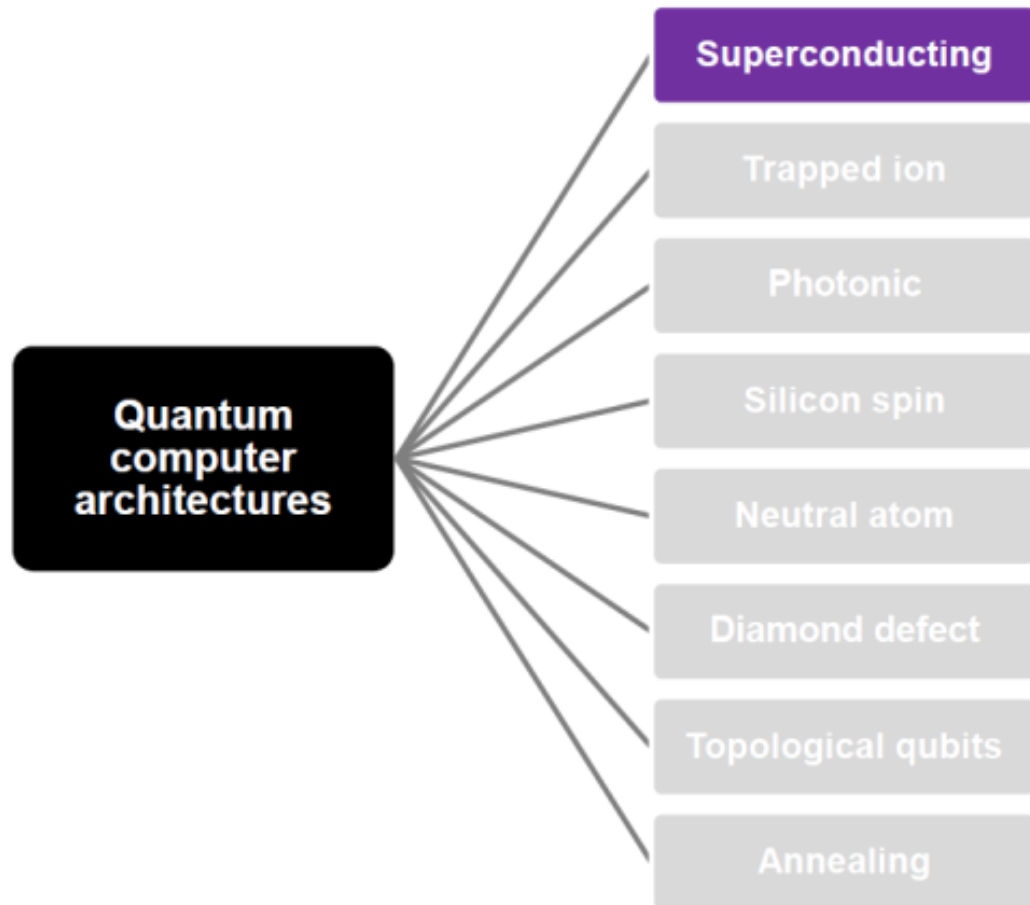 Superconducting
Trapped ion
Photonic
Silicon spin
Quantum
computer
architectures
Neutral atom
Diamond defect
Topological qubits
Annealing